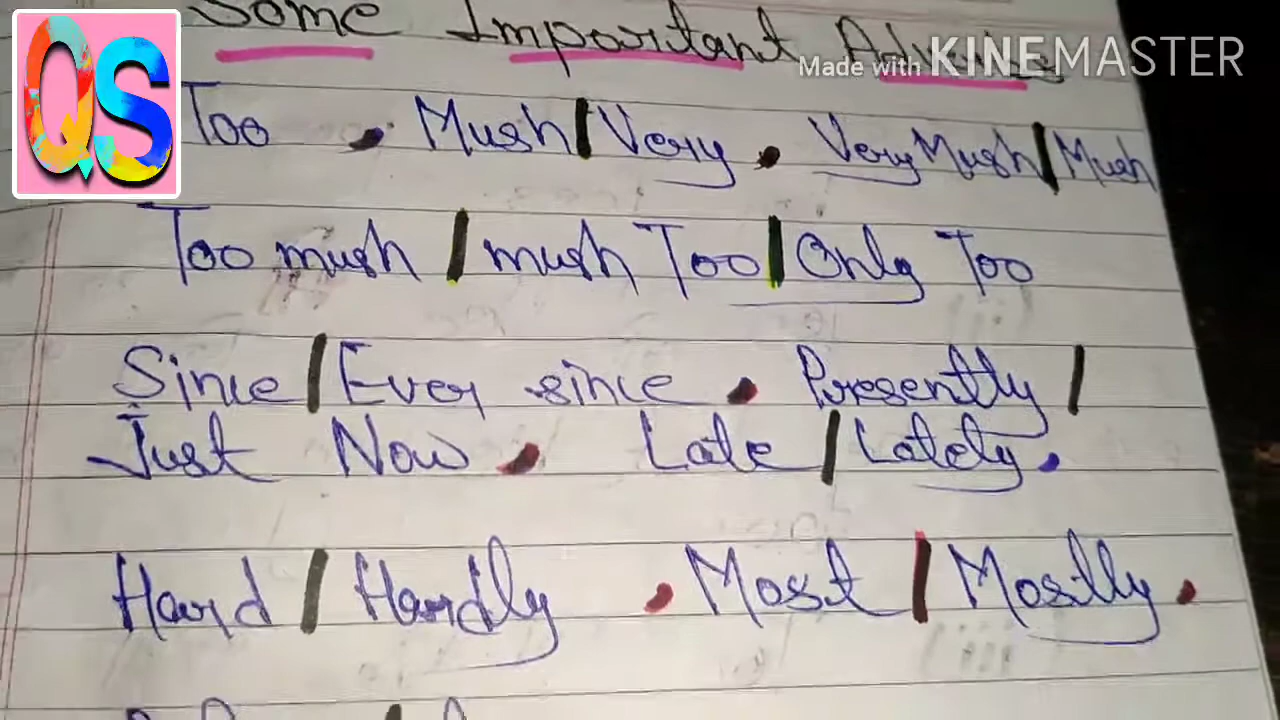 Some Important
QS
Made with KINEMASTER
Too . Mush/Very . Very Mush/Mush
Too mush / mush Too / Only Too
Since / Ever since . Presently /
Just Now . Late / Lately .
Hard / Hardly . Most / Mostly .